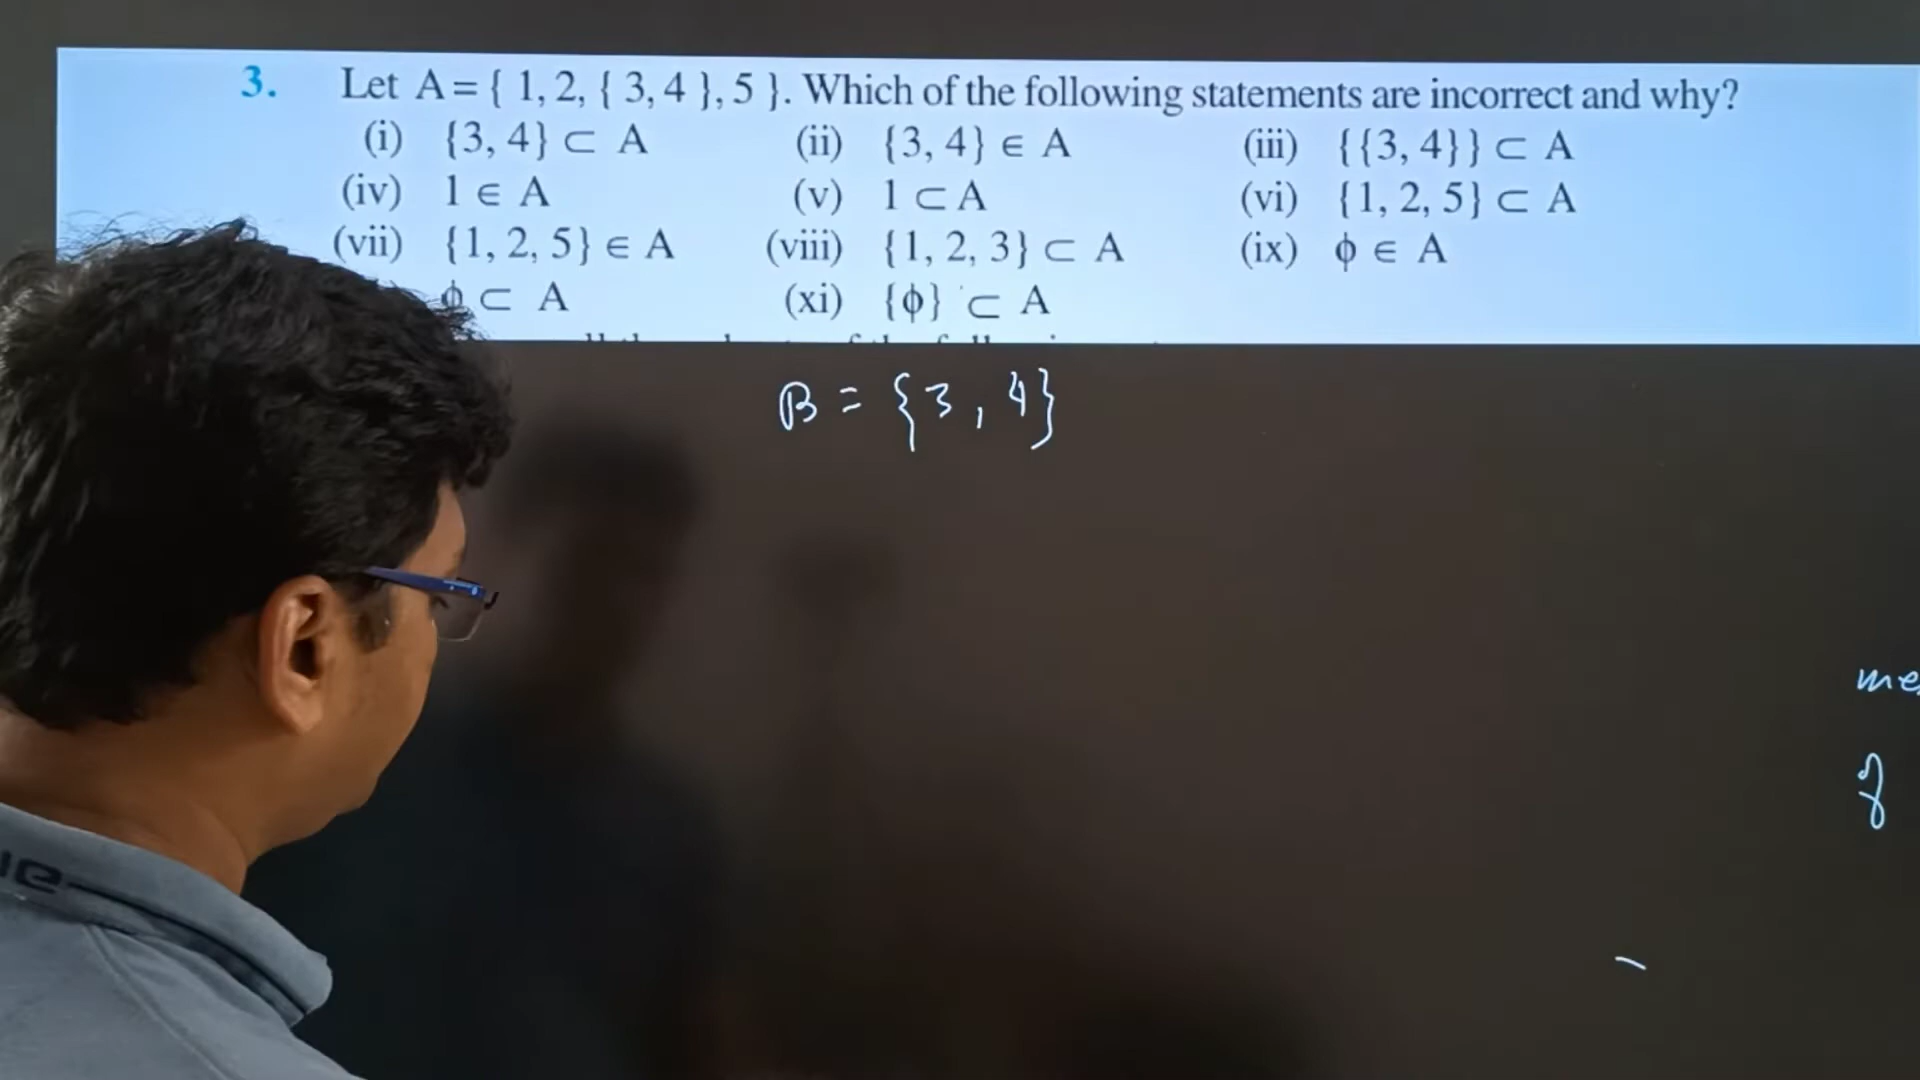 3. Let A = { 1, 2, { 3, 4 }, 5 }. Which of the following statements are incorrect and why?
(i) {3, 4} ⊂ A (ii) {3, 4} ∈ A (iii) {{3, 4}} ⊂ A
(iv) 1 ∈ A (v) 1 ⊂ A (vi) {1, 2, 5} ⊂ A
(vii) {1, 2, 5} ∈ A (viii) {1, 2, 3} ⊂ A (ix) ϕ ∈ A
ϕ ⊂ A (xi) {ϕ} ⊂ A
B = {3, 4}
me